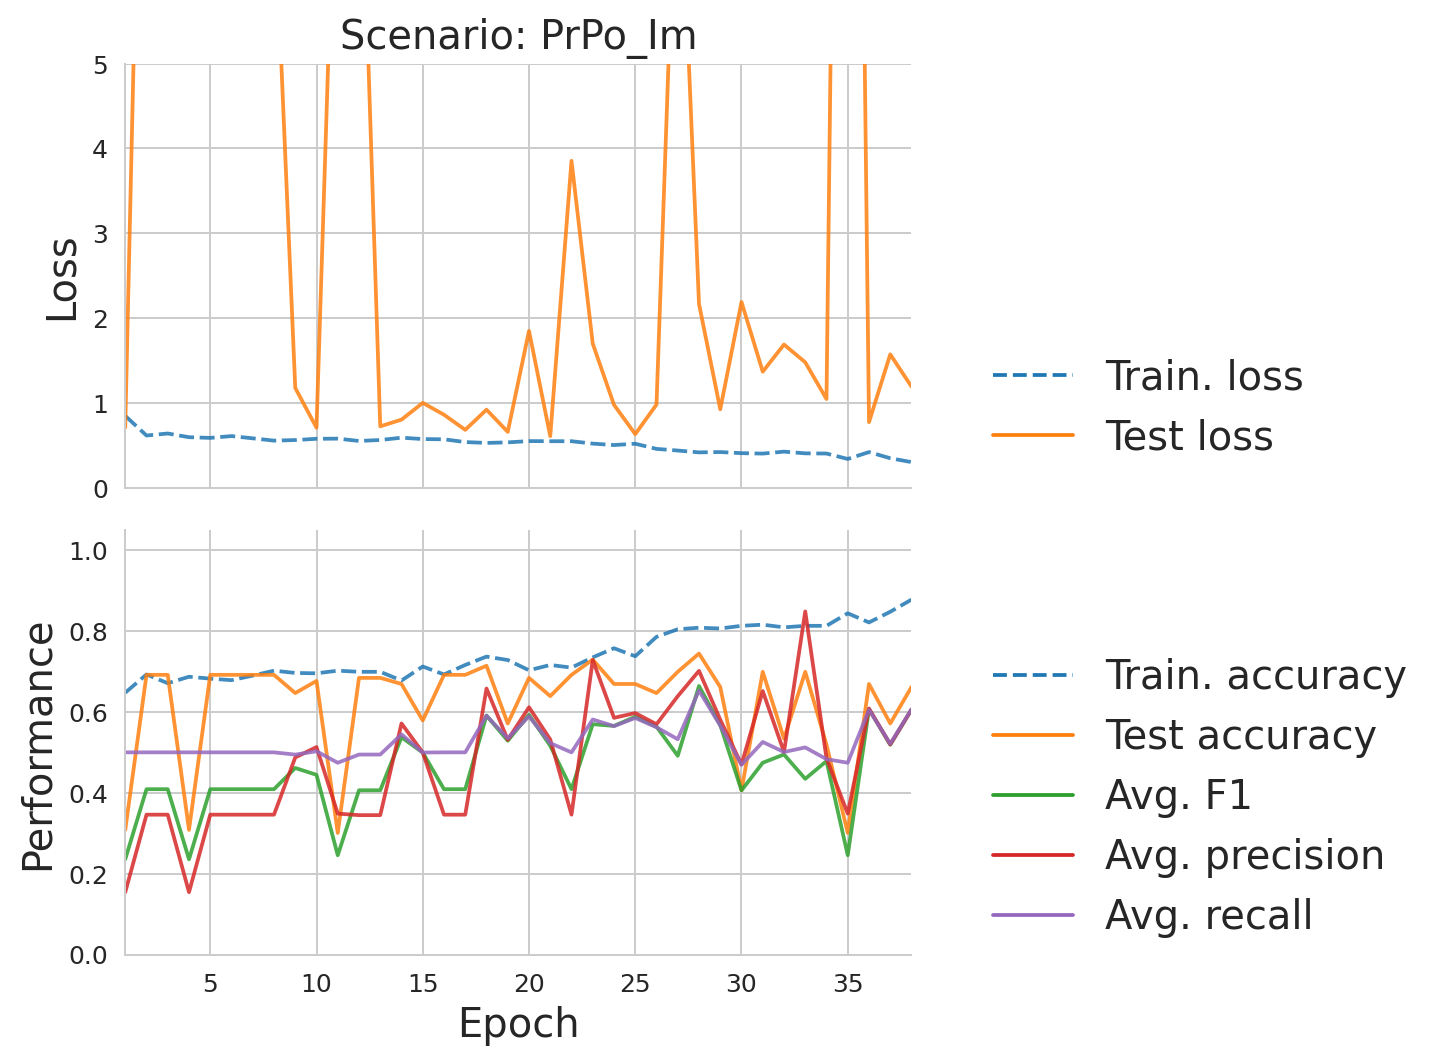 Scenario: PrPo_Im
5
4
3
2
1
0
Loss
Train. loss
Test loss
1.0
0.8
0.6
0.4
0.2
0.0
Performance
5 10 15 20 25 30 35
Epoch
Train. accuracy
Test accuracy
Avg. F1
Avg. precision
Avg. recall